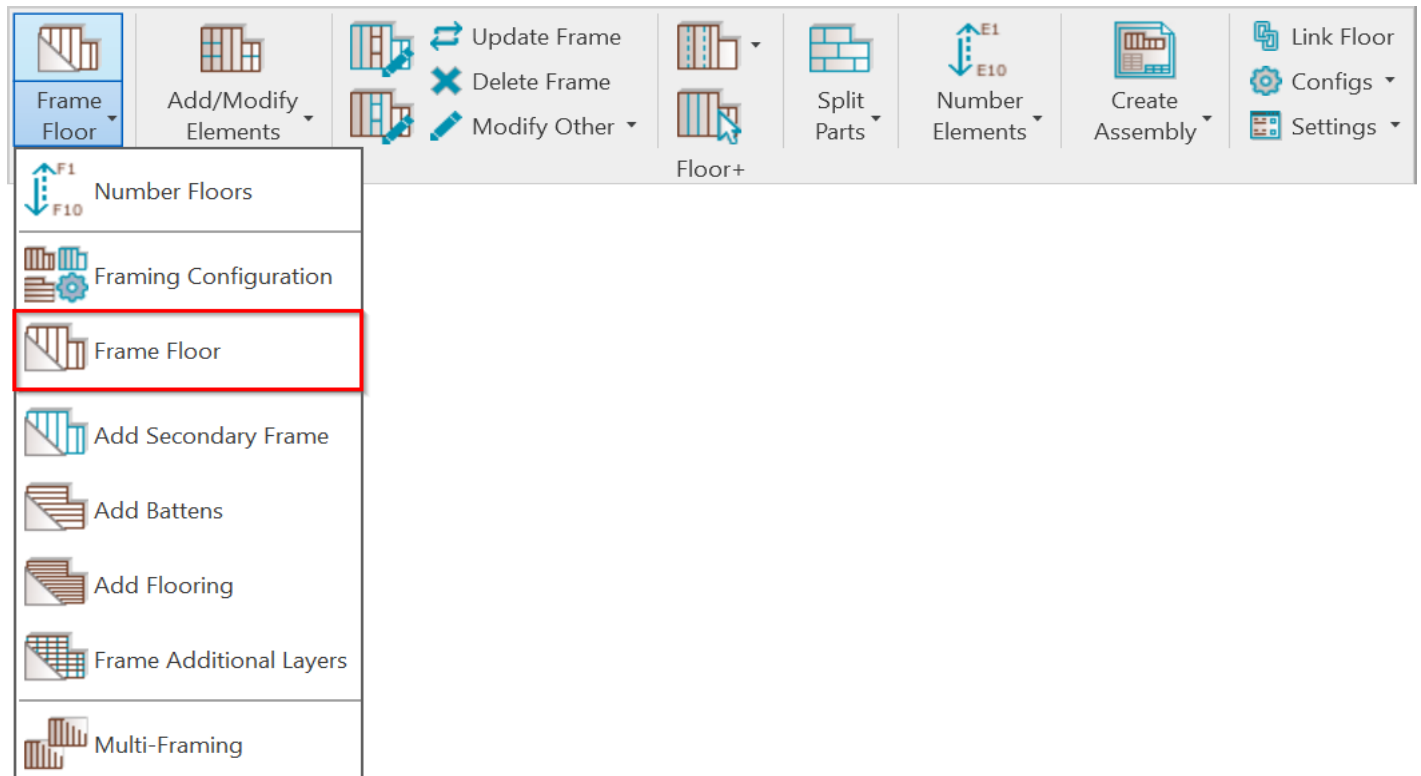 Frame
Floor
Add/Modify
Elements
Update Frame
Delete Frame
Modify Other
Split
Parts
E1
E10
Number
Elements
Create
Assembly
Link Floor
Configs
Settings
Floor+
F1
F10
Number Floors
Framing Configuration
Frame Floor
Add Secondary Frame
Add Battens
Add Flooring
Frame Additional Layers
Multi-Framing